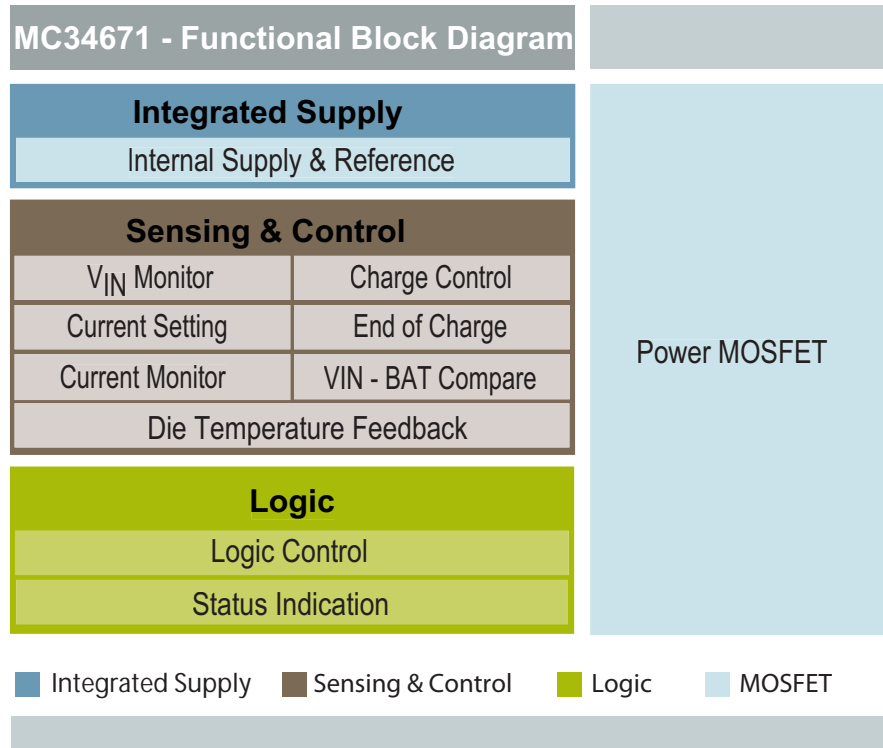 MC34671 - Functional Block Diagram
Integrated Supply
Internal Supply & Reference
Sensing & Control
VIN Monitor
Charge Control
Current Setting
End of Charge
Current Monitor
VIN - BAT Compare
Die Temperature Feedback
Logic
Logic Control
Status Indication
Power MOSFET
Integrated Supply
Sensing & Control
Logic
MOSFET